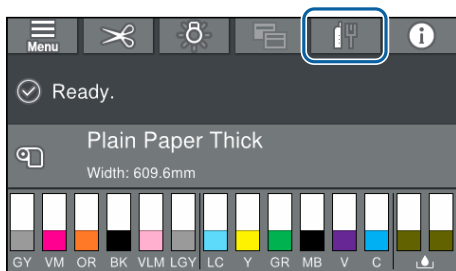 Menu
Ready.
Plain Paper Thick
Width: 609.6mm
GY VM OR BK VLM LGY LC Y GR MB V C